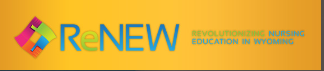 ReNEW
REVOLUTIONIZING NURSING
EDUCATION IN WYOMING